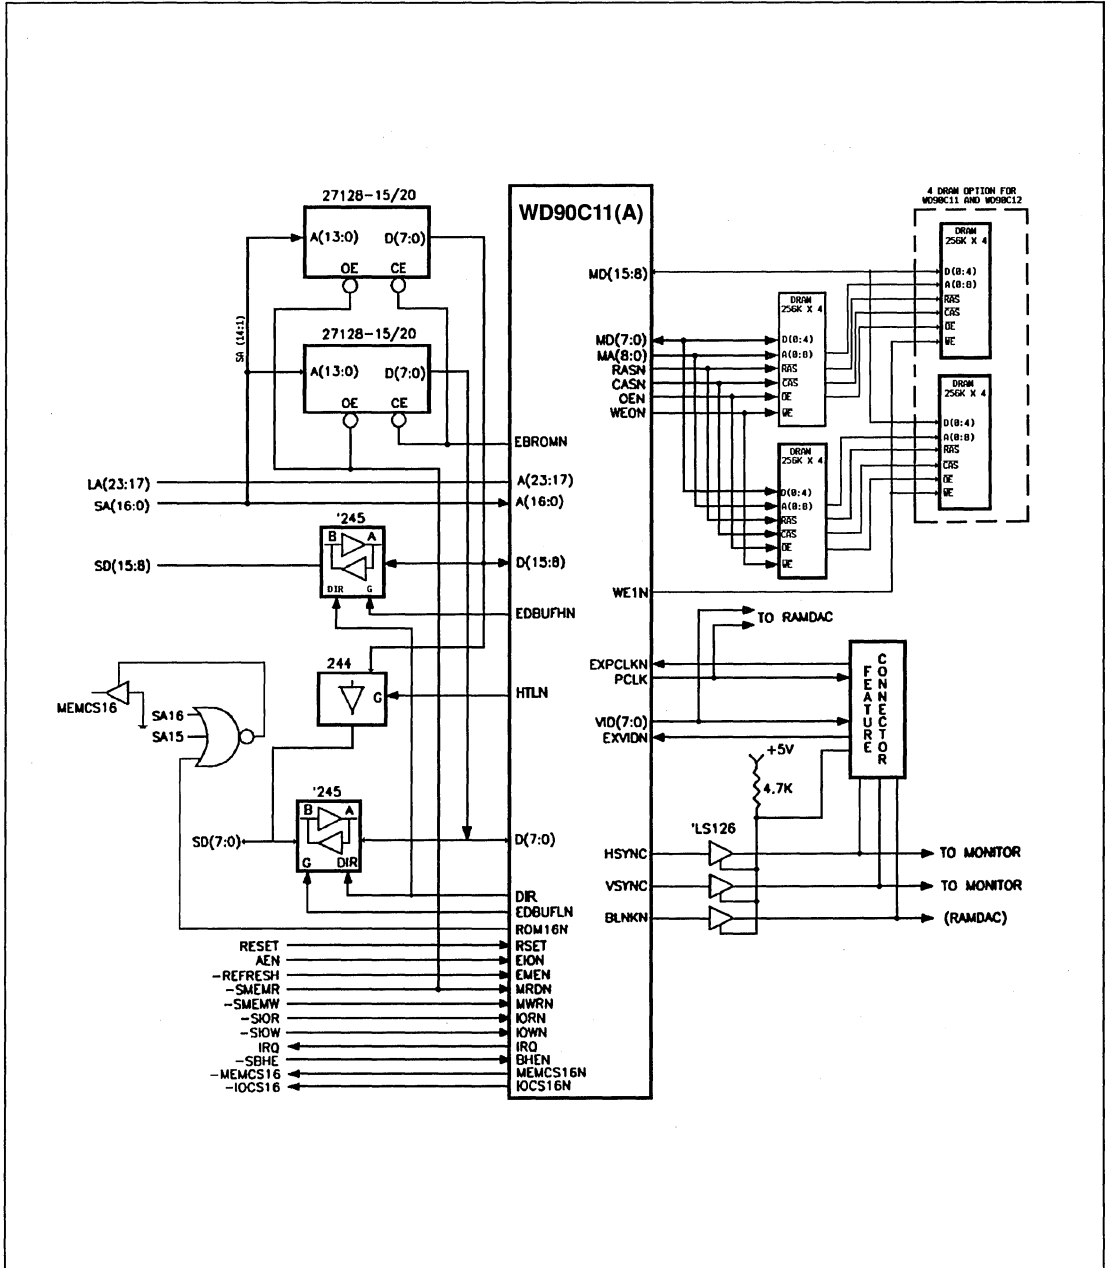 27128-15/20
A(13:0) D(7:0)
OE CE
SA (14:1)
27128-15/20
A(13:0) D(7:0)
OE CE
LA(23:17)
SA(16:0)
'245
B A
DIR G
SD(15:8)
244
G
MEMCS16
SA16
SA15
'245
B A
G DIR
SD(7:0)
RESET
AEN
-REFRESH
-SMEMR
-SMEMW
-SIOR
-SIOW
IRQ
-SBHE
-MEMCS16
-IOCS16
WD90C11(A)
EBROMN
A(23:17)
A(16:0)
D(15:8)
EDBUFHN
HTLN
D(7:0)
DIR
EDBUFLN
ROM16N
RSET
EION
EMEN
MRDN
MWRN
IORN
IOWN
IRQ
BHEN
MEMCS16N
IOCS16N
MD(15:8)
MD(7:0)
MA(8:0)
RASN
CASN
OEN
WE0N
WE1N
EXPCLKN
PCLK
VID(7:0)
EXVIDN
HSYNC
VSYNC
BLNKN
DRAM
256K X 4
D(0:4)
A(0:8)
RAS
CAS
OE
WE
DRAM
256K X 4
D(0:4)
A(0:8)
RAS
CAS
OE
WE
4 DRAM OPTION FOR
WD90C11 AND WD90C12
DRAM
256K X 4
D(0:4)
A(0:8)
RAS
CAS
OE
WE
DRAM
256K X 4
D(0:4)
A(0:8)
RAS
CAS
OE
WE
TO RAMDAC
FEATURE
CONNECTOR
+5V
4.7K
'LS126
TO MONITOR
TO MONITOR
(RAMDAC)